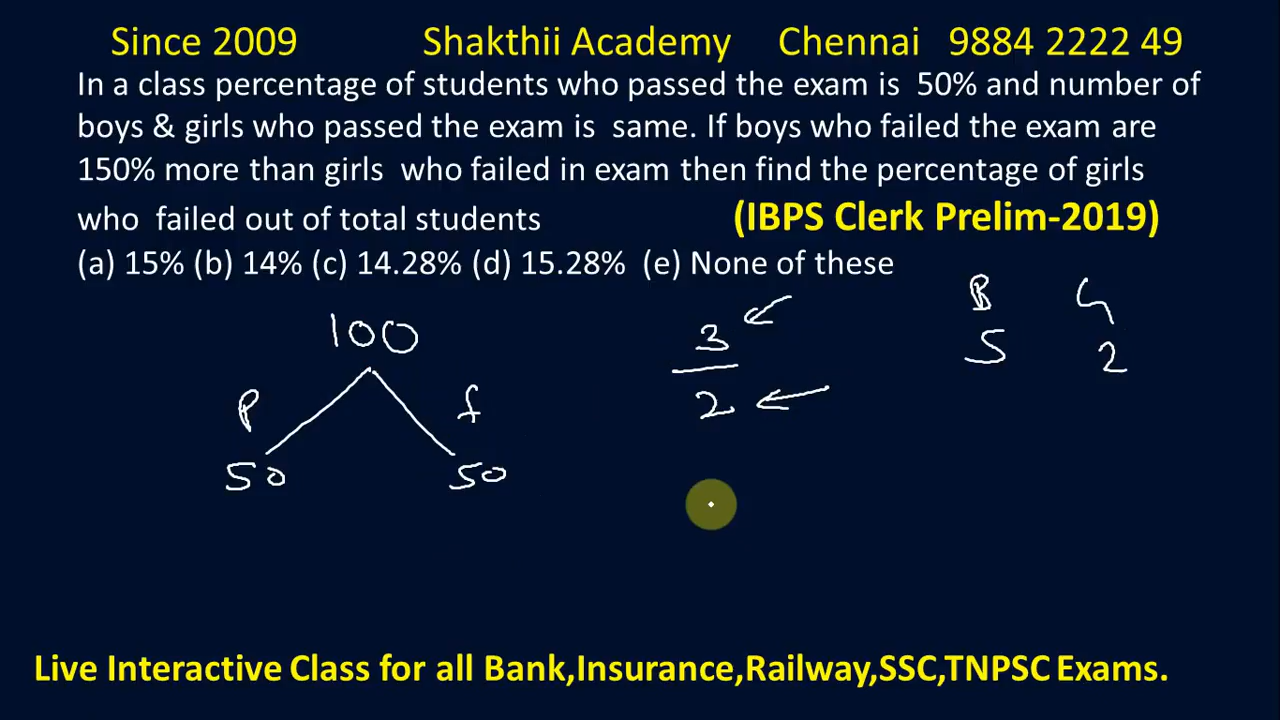 Since 2009 Shakthii Academy Chennai 9884 2222 49
In a class percentage of students who passed the exam is 50% and number of
boys & girls who passed the exam is same. If boys who failed the exam are
150% more than girls who failed in exam then find the percentage of girls
who failed out of total students (IBPS Clerk Prelim-2019)
(a) 15% (b) 14% (c) 14.28% (d) 15.28% (e) None of these
B G
100 3 5 2
P f 2
50 50
Live Interactive Class for all Bank,Insurance,Railway,SSC,TNPSC Exams.